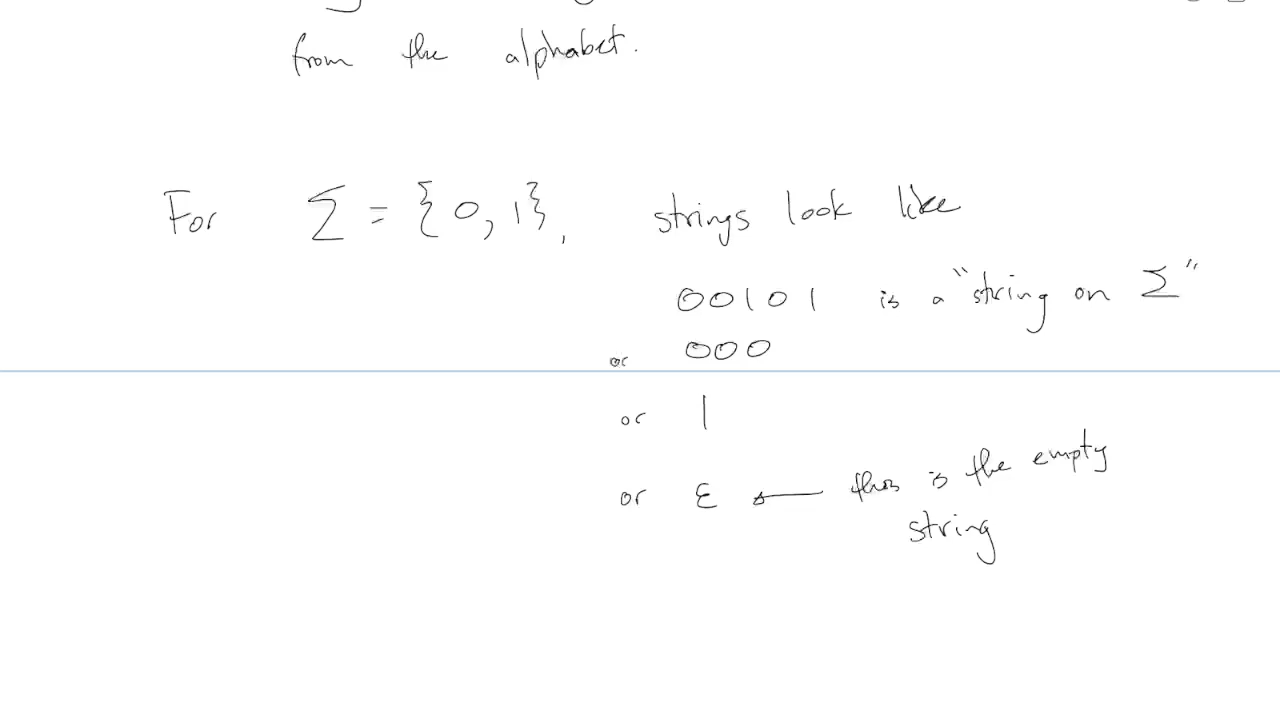 from the alphabet.
For Σ = {0, 1}, strings look like
00101 is a "string on Σ"
or 000
or 1
or ε ← this is the empty
string